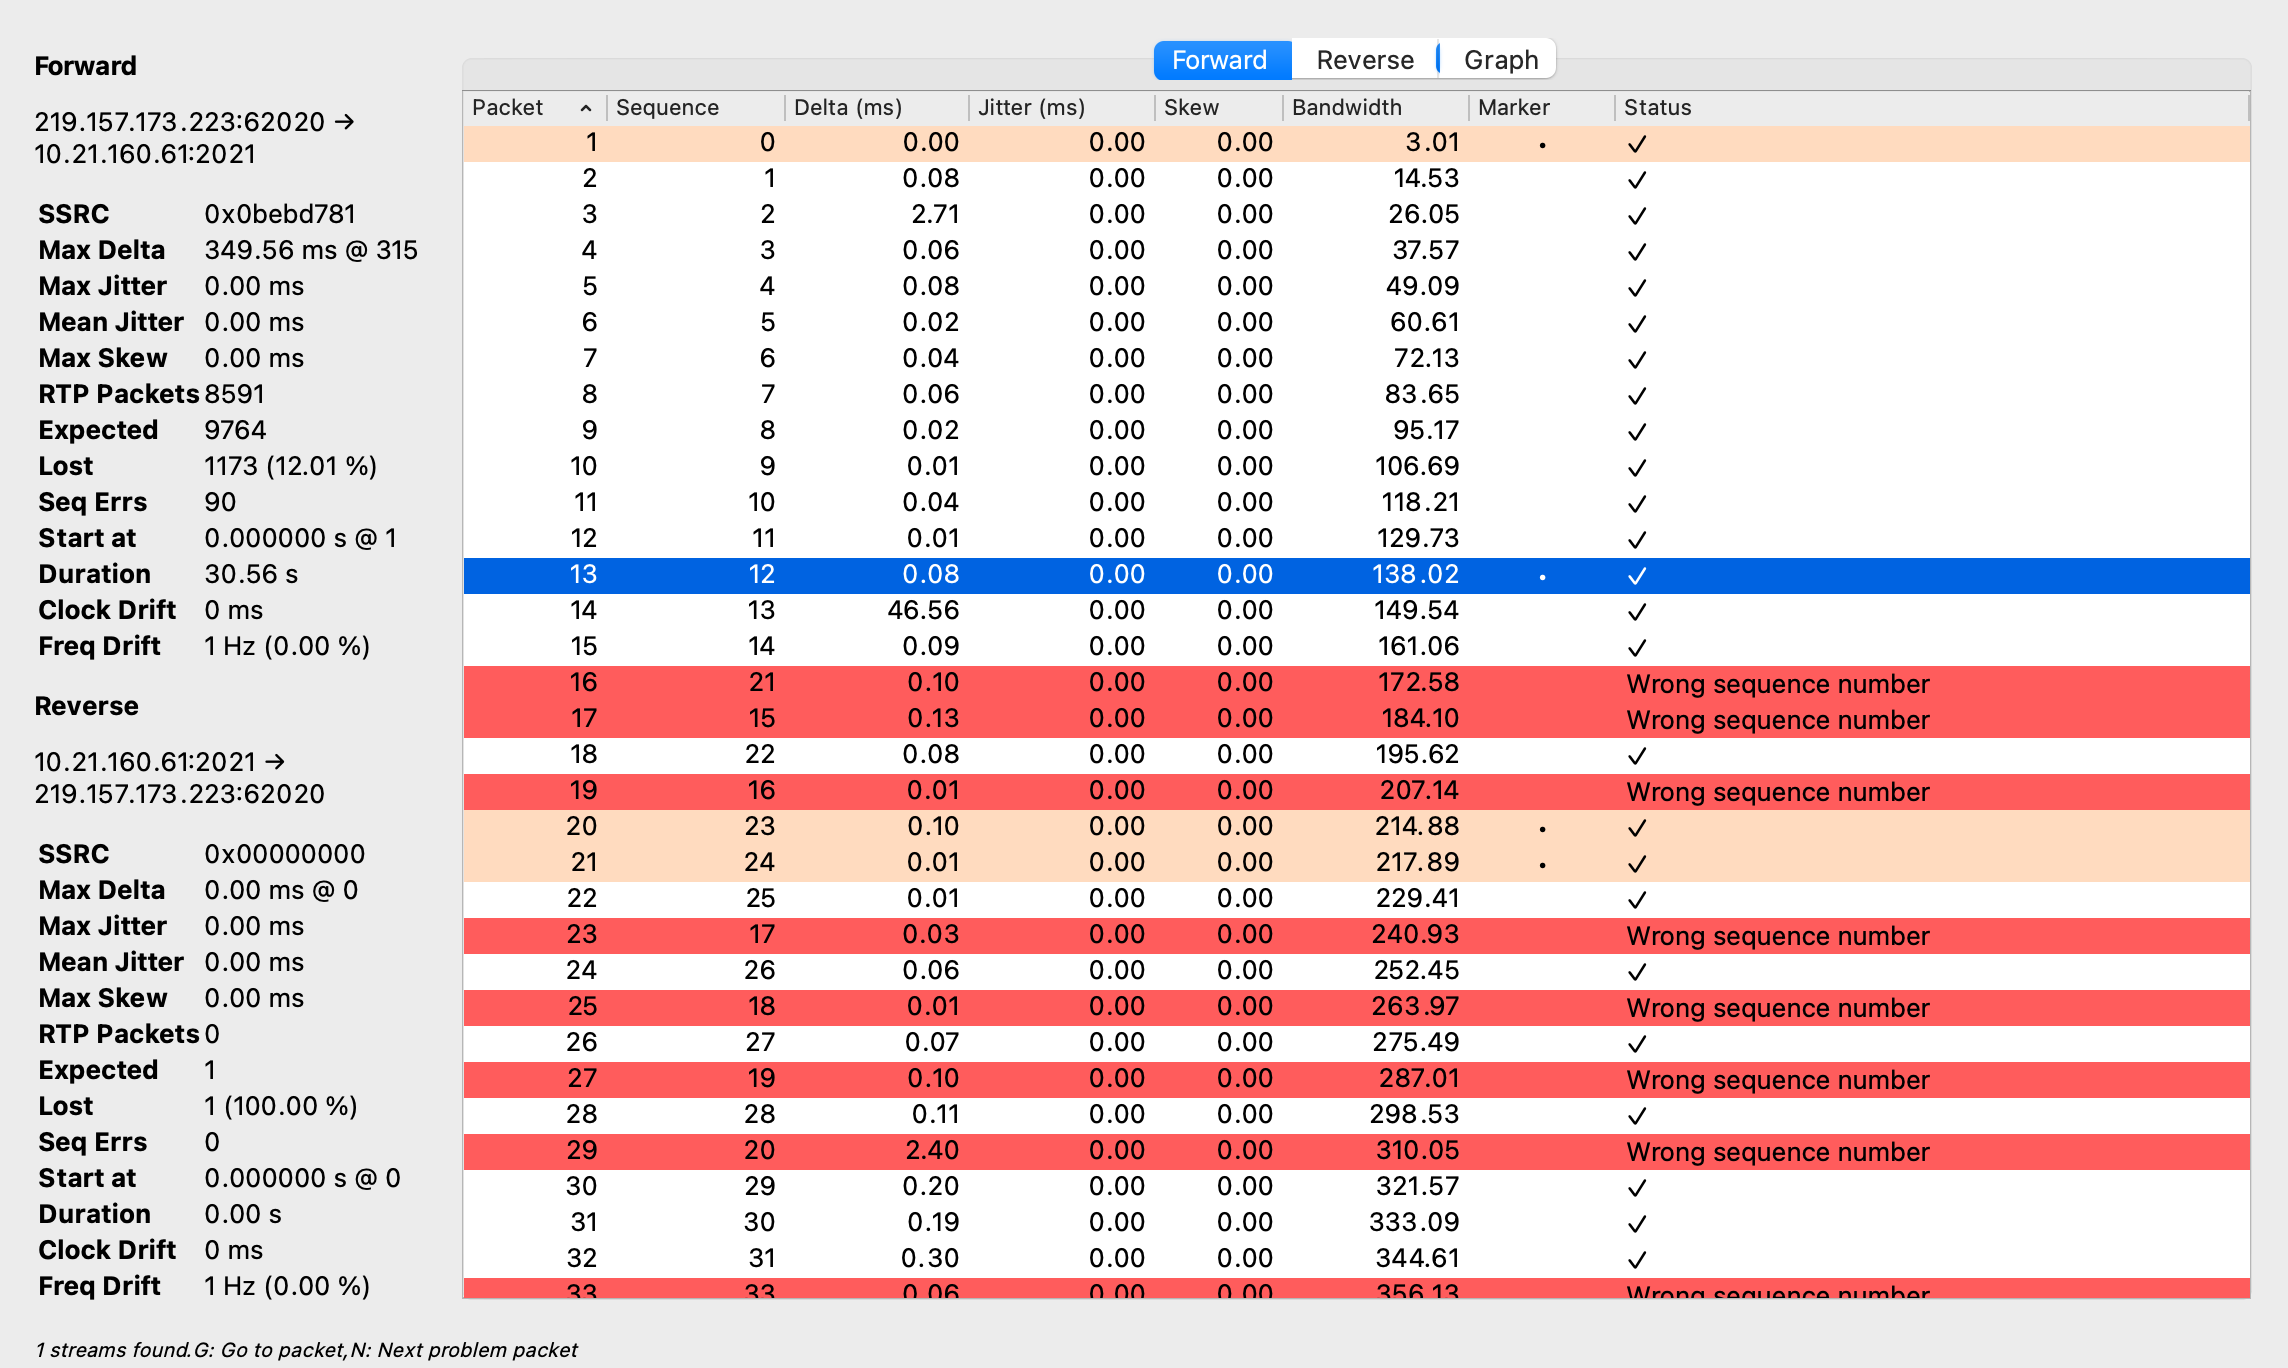 Forward
219.157.173.223:62020 →
10.21.160.61:2021
SSRC 0x0bebd781
Max Delta 349.56 ms @ 315
Max Jitter 0.00 ms
Mean Jitter 0.00 ms
Max Skew 0.00 ms
RTP Packets 8591
Expected 9764
Lost 1173 (12.01 %)
Seq Errs 90
Start at 0.000000 s @ 1
Duration 30.56 s
Clock Drift 0 ms
Freq Drift 1 Hz (0.00 %)
Reverse
10.21.160.61:2021 →
219.157.173.223:62020
SSRC 0x00000000
Max Delta 0.00 ms @ 0
Max Jitter 0.00 ms
Mean Jitter 0.00 ms
Max Skew 0.00 ms
RTP Packets 0
Expected 1
Lost 1 (100.00 %)
Seq Errs 0
Start at 0.000000 s @ 0
Duration 0.00 s
Clock Drift 0 ms
Freq Drift 1 Hz (0.00 %)
Forward Reverse Graph
Packet Sequence Delta (ms) Jitter (ms) Skew Bandwidth Marker Status
1 0 0.00 0.00 0.00 3.01 • ✓
2 1 0.08 0.00 0.00 14.53 ✓
3 2 2.71 0.00 0.00 26.05 ✓
4 3 0.06 0.00 0.00 37.57 ✓
5 4 0.08 0.00 0.00 49.09 ✓
6 5 0.02 0.00 0.00 60.61 ✓
7 6 0.04 0.00 0.00 72.13 ✓
8 7 0.06 0.00 0.00 83.65 ✓
9 8 0.02 0.00 0.00 95.17 ✓
10 9 0.01 0.00 0.00 106.69 ✓
11 10 0.04 0.00 0.00 118.21 ✓
12 11 0.01 0.00 0.00 129.73 ✓
13 12 0.08 0.00 0.00 138.02 • ✓
14 13 46.56 0.00 0.00 149.54 ✓
15 14 0.09 0.00 0.00 161.06 ✓
16 21 0.10 0.00 0.00 172.58 Wrong sequence number
17 15 0.13 0.00 0.00 184.10 Wrong sequence number
18 22 0.08 0.00 0.00 195.62 ✓
19 16 0.01 0.00 0.00 207.14 Wrong sequence number
20 23 0.10 0.00 0.00 214.88 • ✓
21 24 0.01 0.00 0.00 217.89 • ✓
22 25 0.01 0.00 0.00 229.41 ✓
23 17 0.03 0.00 0.00 240.93 Wrong sequence number
24 26 0.06 0.00 0.00 252.45 ✓
25 18 0.01 0.00 0.00 263.97 Wrong sequence number
26 27 0.07 0.00 0.00 275.49 ✓
27 19 0.10 0.00 0.00 287.01 Wrong sequence number
28 28 0.11 0.00 0.00 298.53 ✓
29 20 2.40 0.00 0.00 310.05 Wrong sequence number
30 29 0.20 0.00 0.00 321.57 ✓
31 30 0.19 0.00 0.00 333.09 ✓
32 31 0.30 0.00 0.00 344.61 ✓
33 33 0.06 0.00 0.00 356.13 Wrong sequence number
1 streams found.G: Go to packet,N: Next problem packet